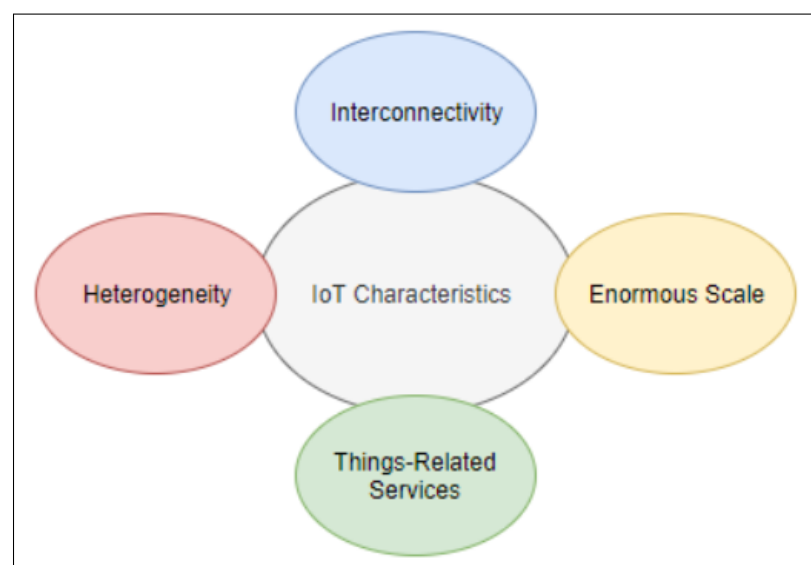 Interconnectivity
Heterogeneity
IoT Characteristics
Enormous Scale
Things-Related
Services